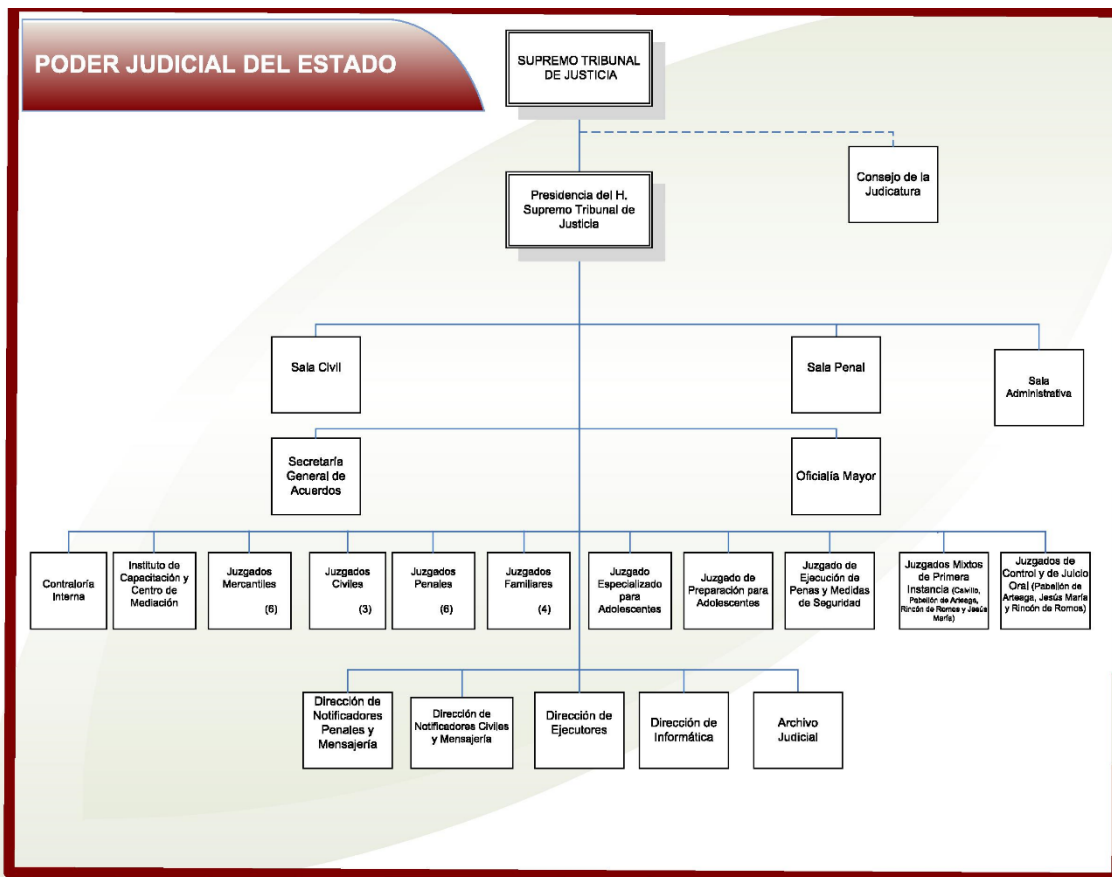 PODER JUDICIAL DEL ESTADO
SUPREMO TRIBUNAL
DE JUSTICIA
Consejo de la
Judicatura
Presidencia del H.
Supremo Tribunal de
Justicia
Sala Civil
Sala Penal
Sala
Administrativa
Secretaría
General de
Acuerdos
Oficialía Mayor
Contraloría
Interna
Instituto de
Capacitación y
Centro de
Mediación
Juzgados
Mercantiles
(6)
Juzgados
Civiles
(3)
Juzgados
Penales
(6)
Juzgados
Familiares
(4)
Juzgado
Especializado
para
Adolescentes
Juzgado de
Preparación para
Adolescentes
Juzgado de
Ejecución de
Penas y Medidas
de Seguridad
Juzgados Mixtos
de Primera
Instancia (Calvillo,
Pabellón de Arteaga,
Rincón de Romos y Jesús
María)
Juzgados de
Control y de Juicio
Oral (Pabellón de
Arteaga, Jesús María
y Rincón de Romos)
Dirección de
Notificadores
Penales y
Mensajería
Dirección de
Notificadores Civiles
y Mensajería
Dirección de
Ejecutores
Dirección de
Informática
Archivo
Judicial